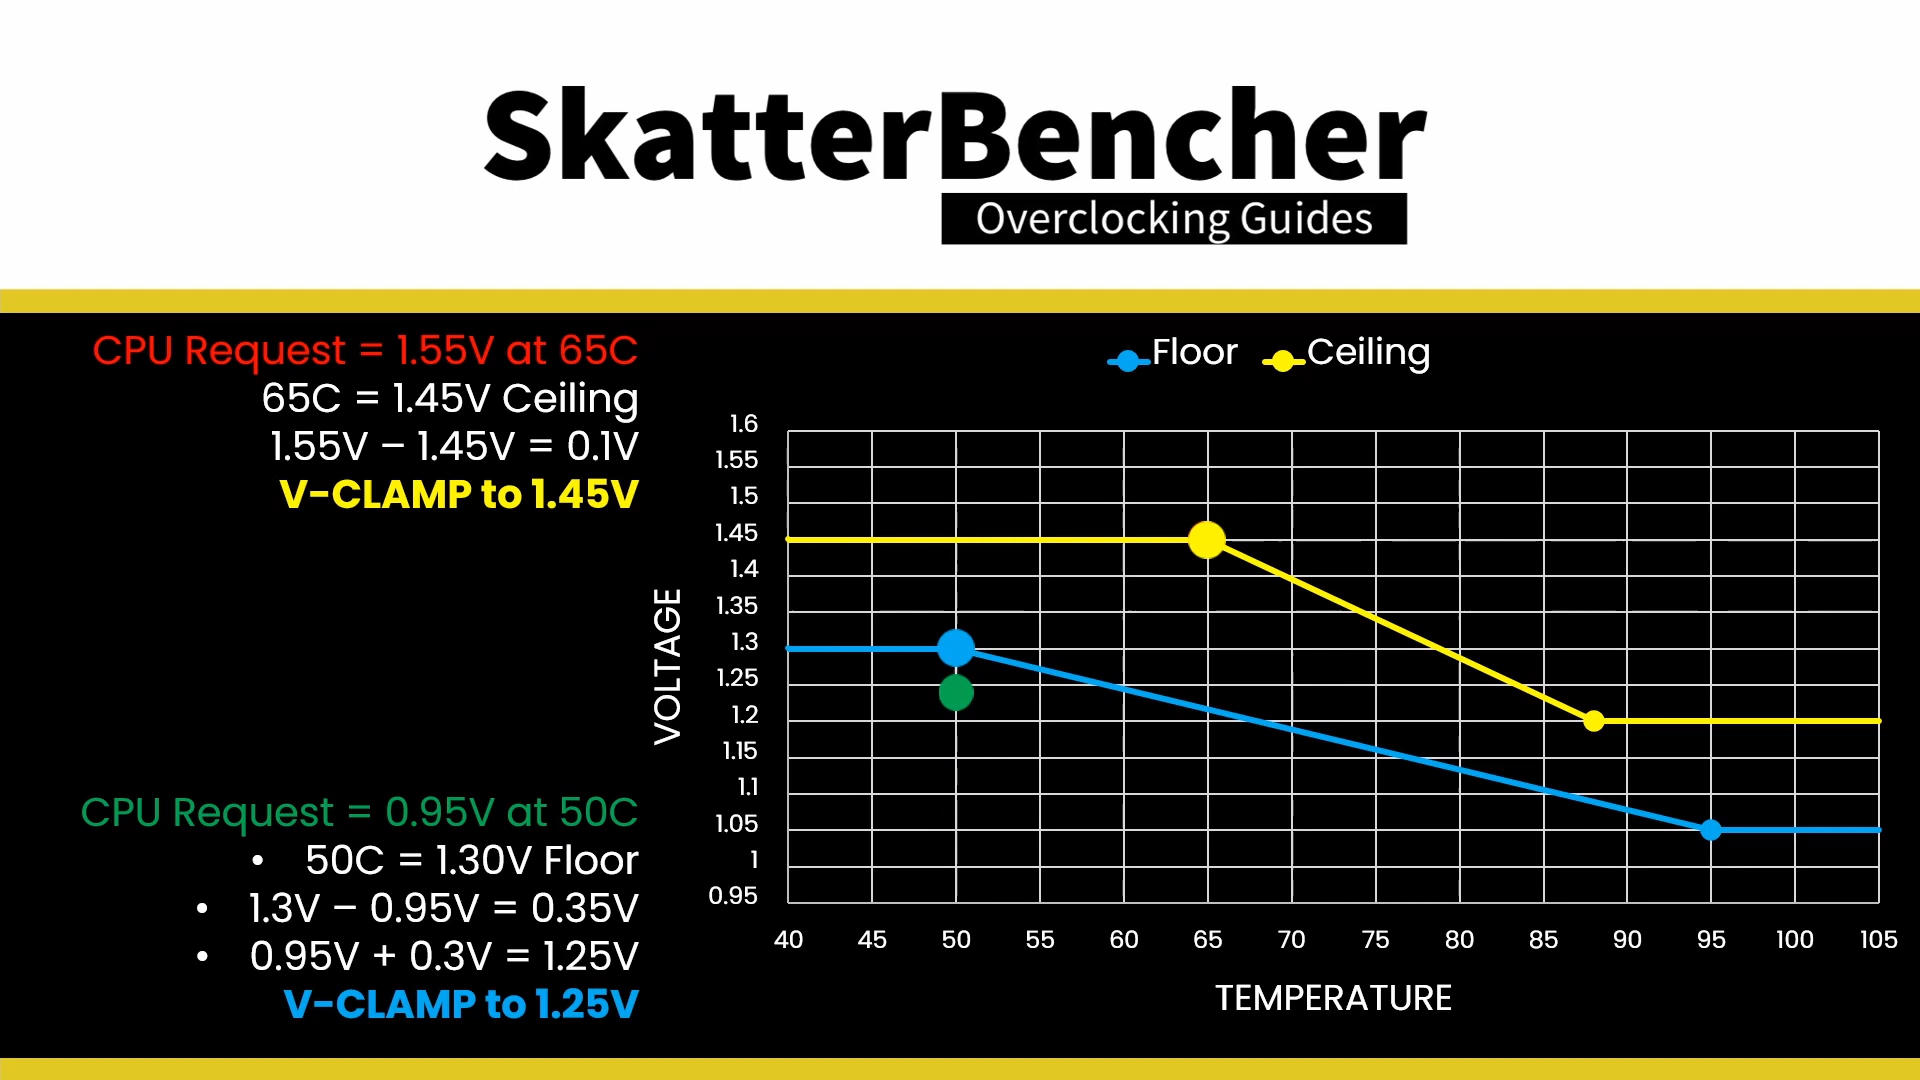 SkatterBencher
Overclocking Guides
CPU Request = 1.55V at 65C
65C = 1.45V Ceiling
1.55V – 1.45V = 0.1V
V-CLAMP to 1.45V
CPU Request = 0.95V at 50C
• 50C = 1.30V Floor
• 1.3V – 0.95V = 0.35V
• 0.95V + 0.3V = 1.25V
V-CLAMP to 1.25V
Floor Ceiling
VOLTAGE
1.6
1.55
1.5
1.45
1.4
1.35
1.3
1.25
1.2
1.15
1.1
1.05
1
0.95
40 45 50 55 60 65 70 75 80 85 90 95 100 105
TEMPERATURE